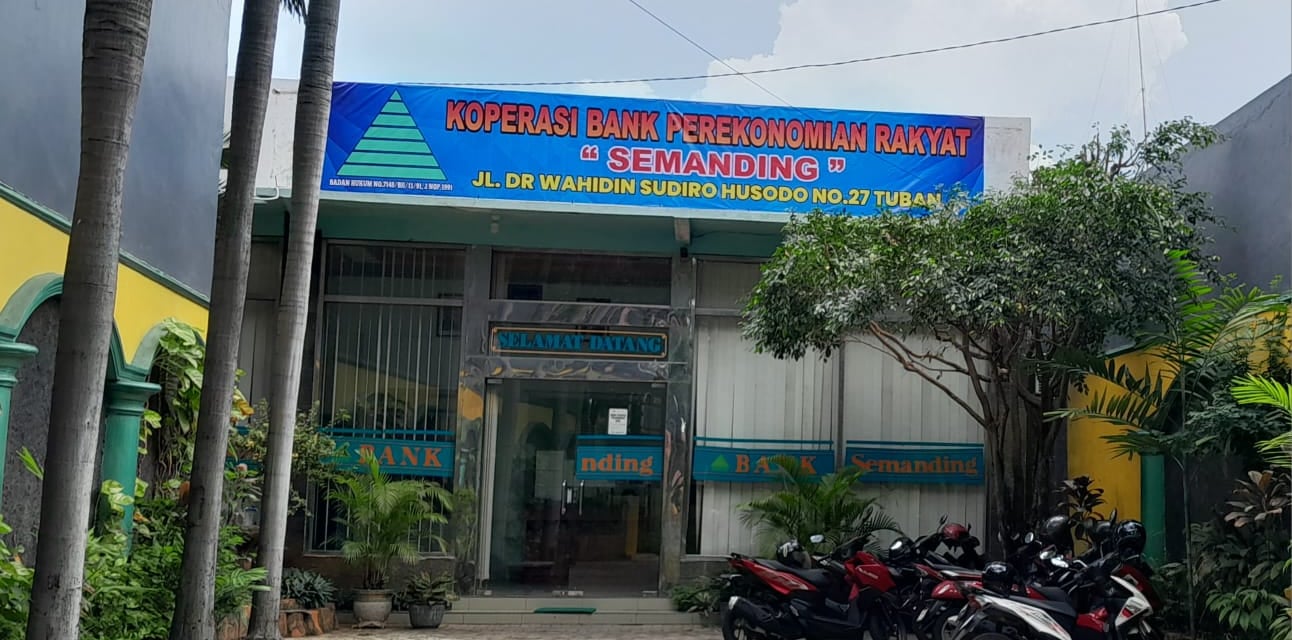 KOPERASI BANK PEREKONOMIAN RAKYAT
“ SEMANDING ”
JL. DR WAHIDIN SUDIRO HUSODO NO.27 TUBAN
SELAMAT DATANG
BANK
nding
BANK
Semanding